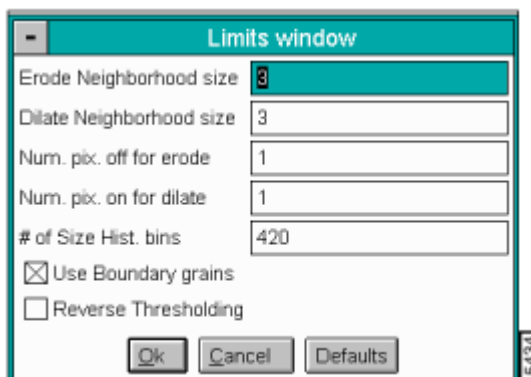 Limits window
Erode Neighborhood size 3
Dilate Neighborhood size 3
Num. pix. off for erode 1
Num. pix. on for dilate 1
# of Size Hist. bins 420
Use Boundary grains
Reverse Thresholding
Ok Cancel Defaults